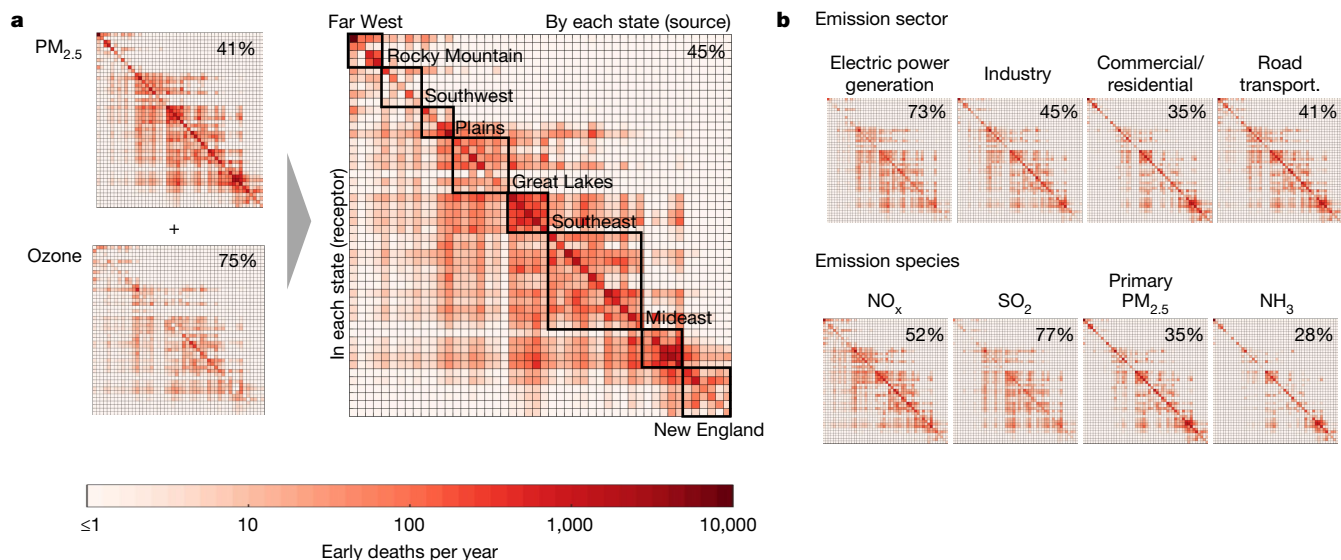 a
PM2.5
41%
+
Ozone
75%
Far West
By each state (source)
45%
Rocky Mountain
Southwest
Plains
Great Lakes
Southeast
Mideast
New England
In each state (receptor)
≤1
10
100
1,000
10,000
Early deaths per year
b
Emission sector
Electric power
generation
73%
Industry
45%
Commercial/
residential
35%
Road
transport.
41%
Emission species
NOx
52%
SO2
77%
Primary
PM2.5
35%
NH3
28%